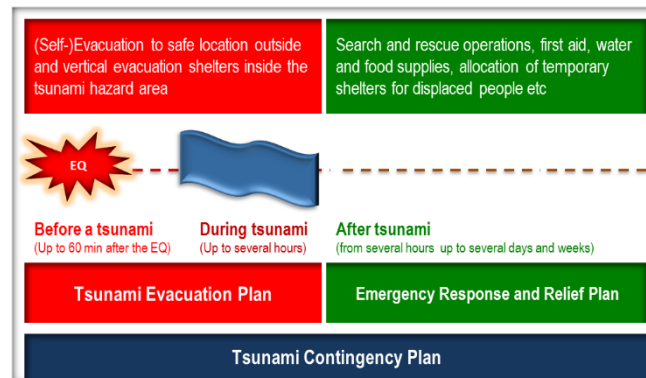 (Self-)Evacuation to safe location outside
and vertical evacuation shelters inside the
tsunami hazard area
Search and rescue operations, first aid, water
and food supplies, allocation of temporary
shelters for displaced people etc
EQ
Before a tsunami
(Up to 60 min after the EQ)
During tsunami
(Up to several hours)
After tsunami
(from several hours up to several days and weeks)
Tsunami Evacuation Plan
Emergency Response and Relief Plan
Tsunami Contingency Plan